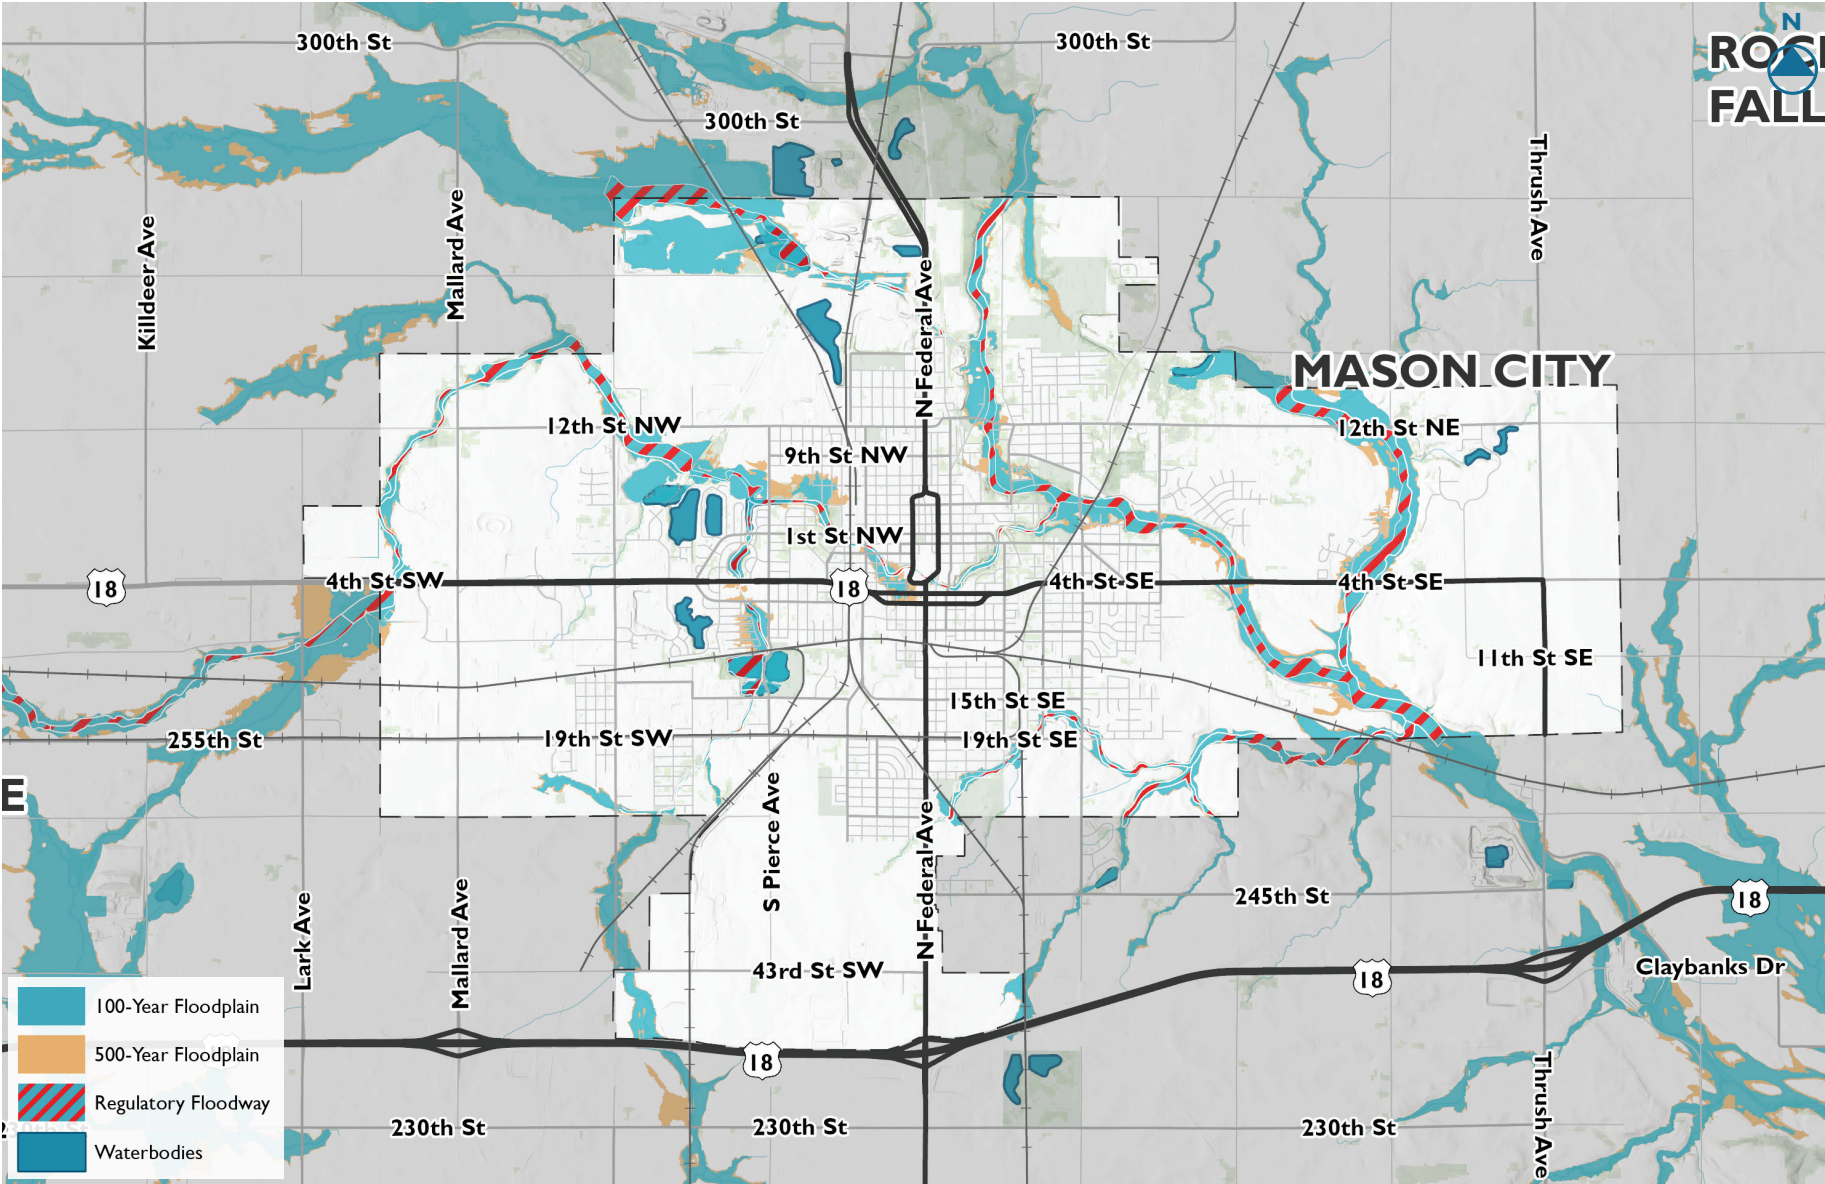 300th St
300th St
N
ROC
FALL
300th St
Thrush Ave
Killdeer Ave
Mallard Ave
N Federal Ave
MASON CITY
12th St NW
12th St NE
9th St NW
1st St NW
18
4th St SW
18
4th St SE
4th St SE
11th St SE
15th St SE
255th St
19th St SW
19th St SE
E
S Pierce Ave
N Federal Ave
245th St
18
Lark Ave
Mallard Ave
43rd St SW
18
Claybanks Dr
100-Year Floodplain
500-Year Floodplain
18
Regulatory Floodway
Thrush Ave
230th St
230th St
230th St
230th St
Waterbodies